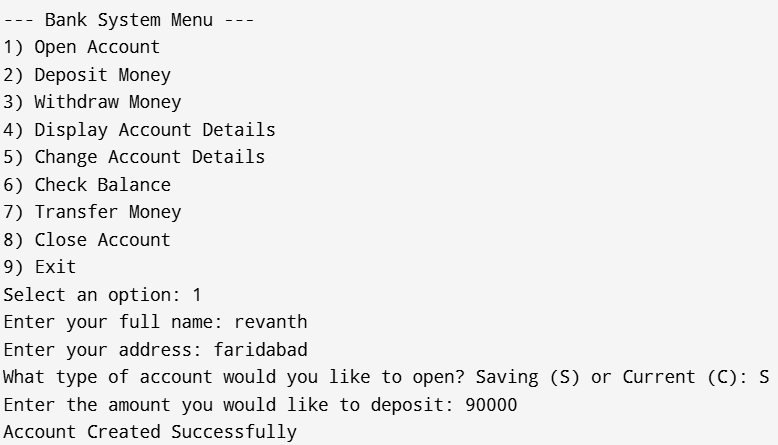 --- Bank System Menu ---
1) Open Account
2) Deposit Money
3) Withdraw Money
4) Display Account Details
5) Change Account Details
6) Check Balance
7) Transfer Money
8) Close Account
9) Exit
Select an option: 1
Enter your full name: revanth
Enter your address: faridabad
What type of account would you like to open? Saving (S) or Current (C): S
Enter the amount you would like to deposit: 90000
Account Created Successfully